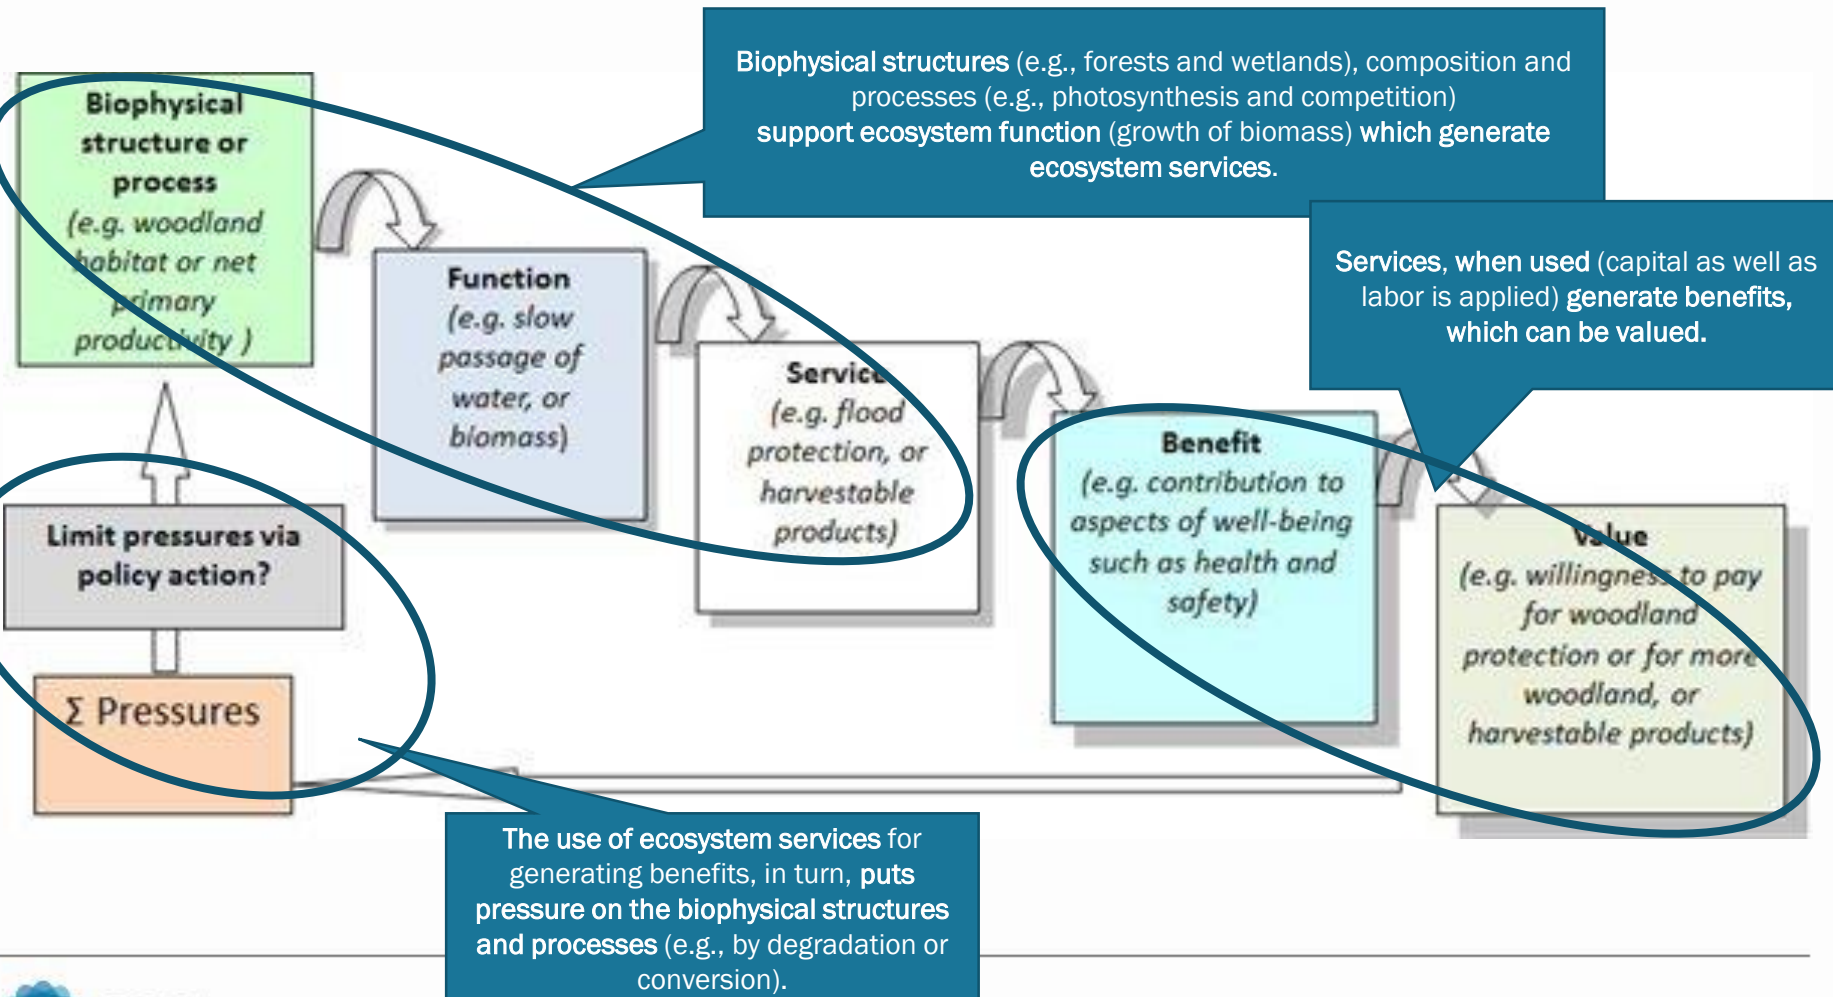 Biophysical structures (e.g., forests and wetlands), composition and
processes (e.g., photosynthesis and competition)
support ecosystem function (growth of biomass) which generate
ecosystem services.
Services, when used (capital as well as
labor is applied) generate benefits,
which can be valued.
Biophysical
structure or
process
(e.g. woodland
habitat or net
primary
productivity )
Function
(e.g. slow
passage of
water, or
biomass)
Service
(e.g. flood
protection, or
harvestable
products)
Benefit
(e.g. contribution to
aspects of well-being
such as health and
safety)
Value
(e.g. willingness to pay
for woodland
protection or for more
woodland, or
harvestable products)
Limit pressures via
policy action?
Σ Pressures
The use of ecosystem services for
generating benefits, in turn, puts
pressure on the biophysical structures
and processes (e.g., by degradation or
conversion).